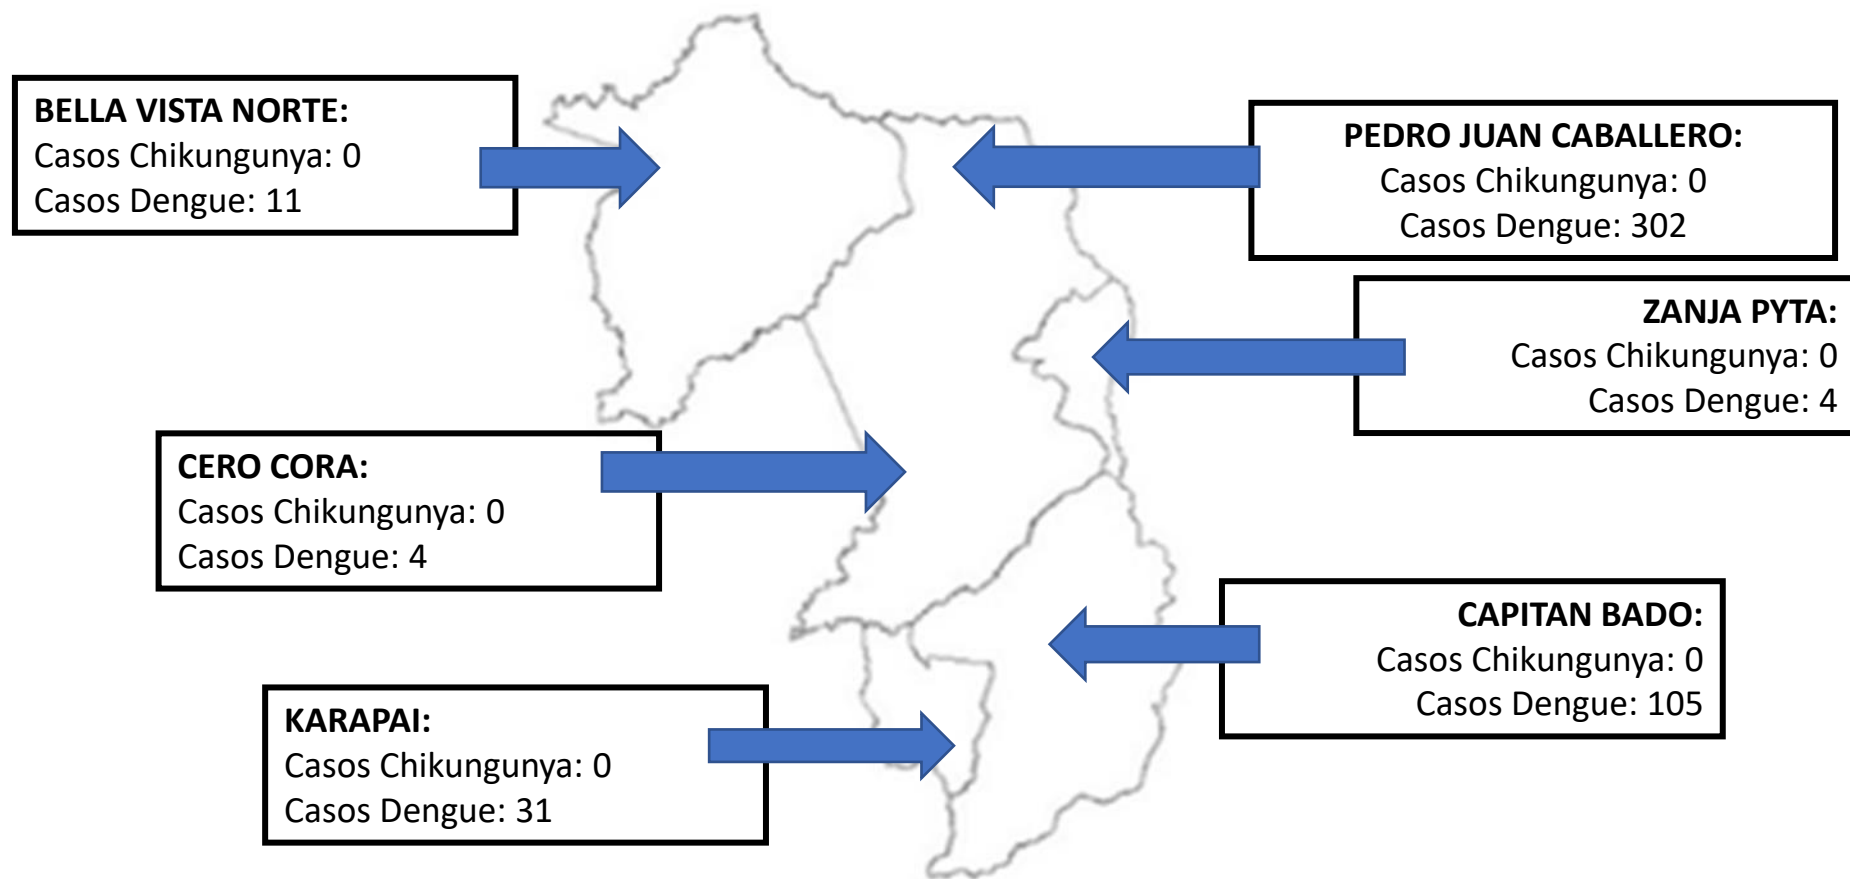 BELLA VISTA NORTE:
Casos Chikungunya: 0
Casos Dengue: 11
PEDRO JUAN CABALLERO:
Casos Chikungunya: 0
Casos Dengue: 302
ZANJA PYTA:
Casos Chikungunya: 0
Casos Dengue: 4
CERO CORA:
Casos Chikungunya: 0
Casos Dengue: 4
CAPITAN BADO:
Casos Chikungunya: 0
Casos Dengue: 105
KARAPAI:
Casos Chikungunya: 0
Casos Dengue: 31